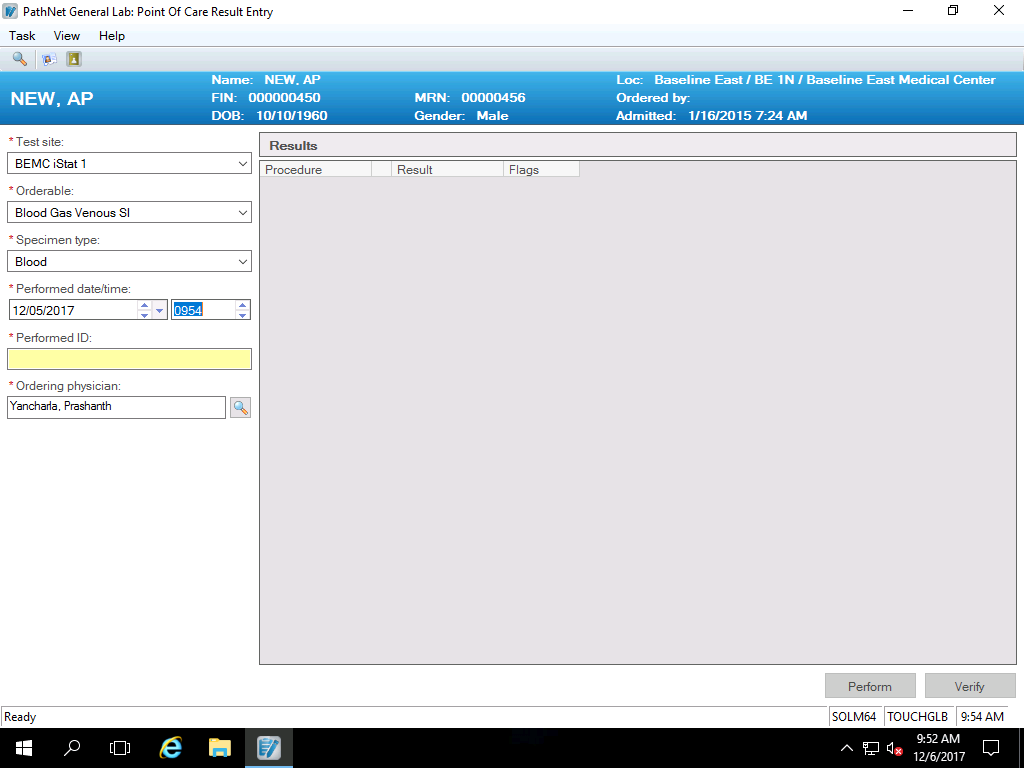 PathNet General Lab: Point Of Care Result Entry
Task View Help
NEW, AP
Name: NEW, AP
FIN: 000000450
DOB: 10/10/1960
MRN: 00000456
Gender: Male
Loc: Baseline East / BE 1N / Baseline East Medical Center
Ordered by:
Admitted: 1/16/2015 7:24 AM
* Test site:
BEMC iStat 1
* Orderable:
Blood Gas Venous SI
* Specimen type:
Blood
* Performed date/time:
12/05/2017 0954
* Performed ID:
* Ordering physician:
Yancharla, Prashanth
Results
Procedure Result Flags
Perform Verify
Ready SOLM64 TOUCHGLB 9:54 AM
9:52 AM
12/6/2017